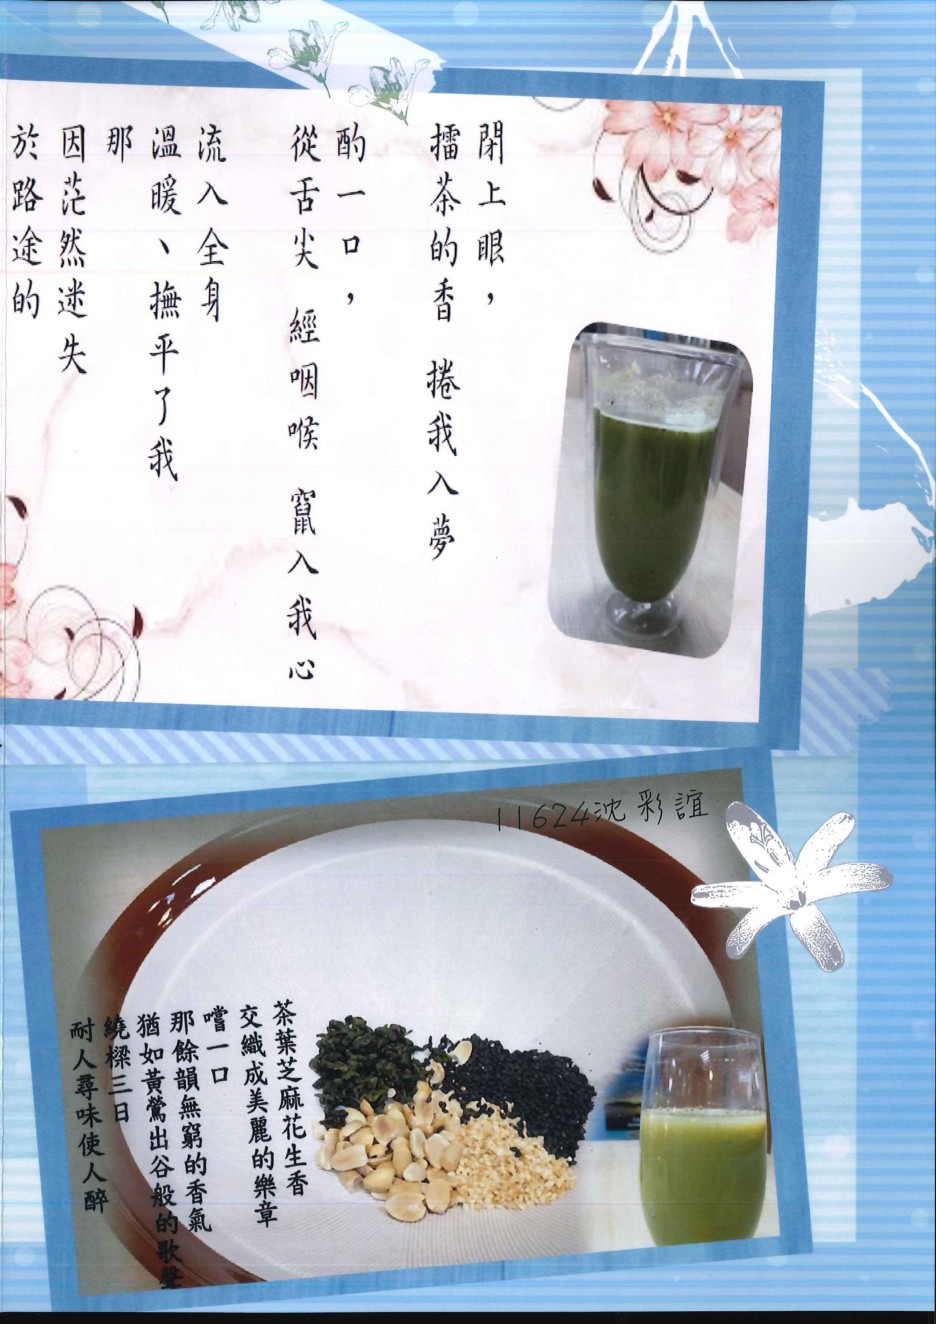 閉上眼，
擂茶的香 捲我入夢
酌一口，
從舌尖 經咽喉 竄入我心
流入全身
溫暖、撫平了我
那
因茫然迷失
於路途的
11624沈彩誼
茶葉芝麻花生香
交織成美麗的樂章
嚐一口
那餘韻無窮的香氣
猶如黃鶯出谷般的歌聲
繞樑三日
耐人尋味使人醉